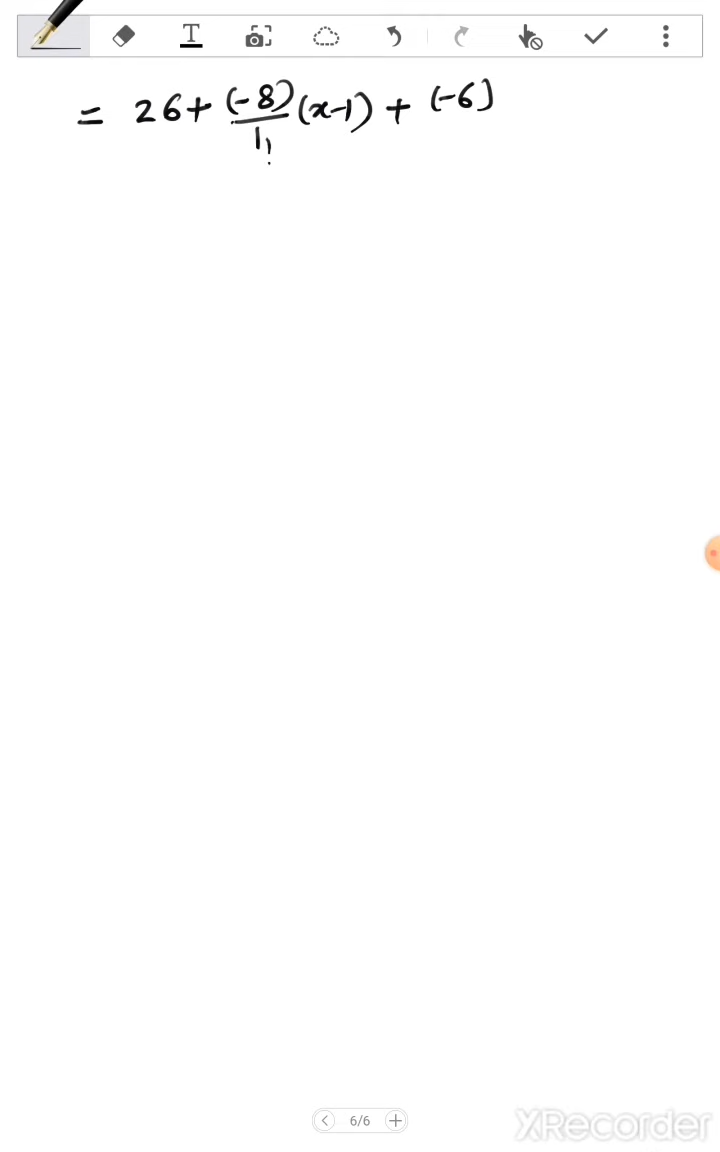 T
= 26 + (-8)/1! (x-1) + (-6)
6/6
XRecorder